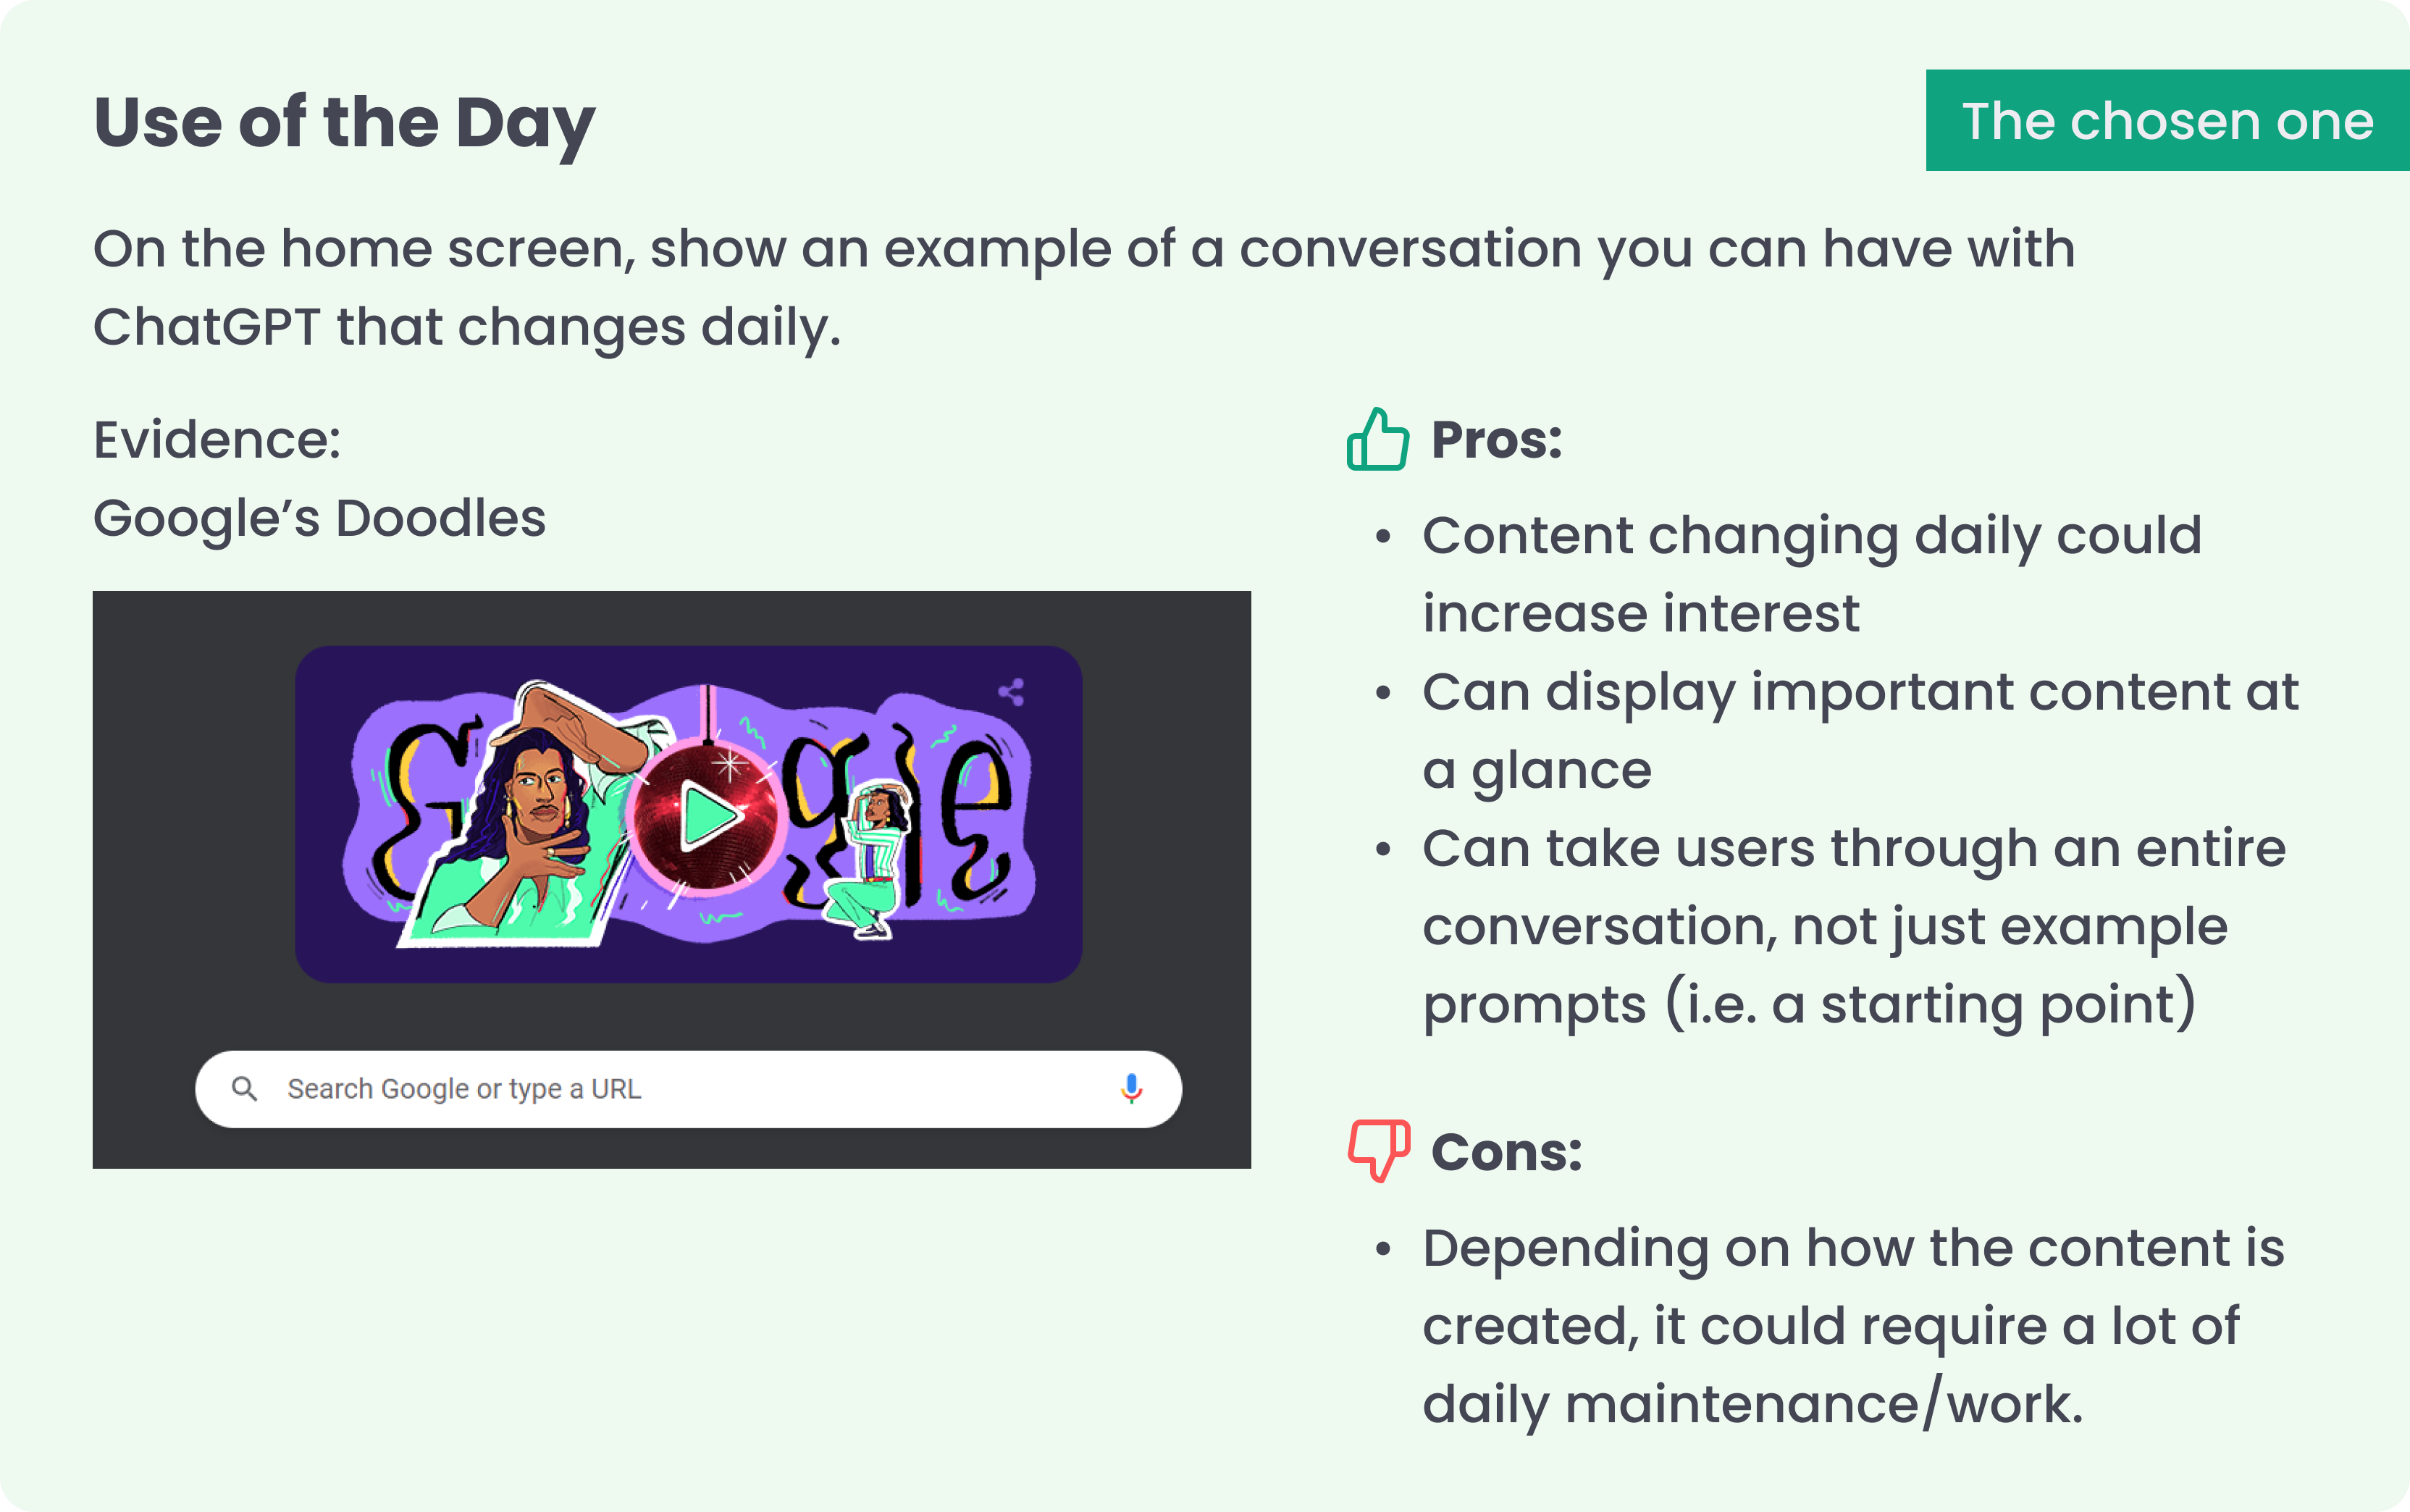 Use of the Day
The chosen one
On the home screen, show an example of a conversation you can have with
ChatGPT that changes daily.
Evidence:
Google’s Doodles
Google
Search Google or type a URL
Pros:
• Content changing daily could
increase interest
• Can display important content at
a glance
• Can take users through an entire
conversation, not just example
prompts (i.e. a starting point)
Cons:
• Depending on how the content is
created, it could require a lot of
daily maintenance/work.